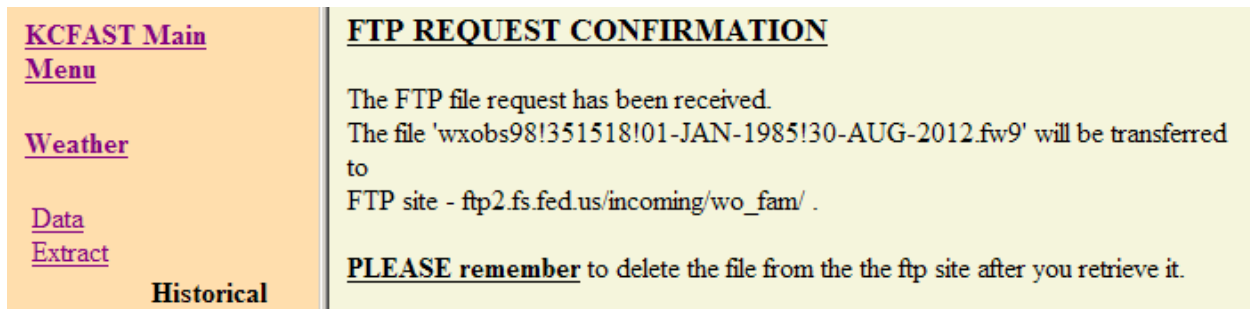 KCFAST Main
Menu
Weather
Data
Extract
Historical
FTP REQUEST CONFIRMATION
The FTP file request has been received.
The file 'wxobs98!351518!01-JAN-1985!30-AUG-2012.fw9' will be transferred
to
FTP site - ftp2.fs.fed.us/incoming/wo_fam/ .
PLEASE remember to delete the file from the the ftp site after you retrieve it.